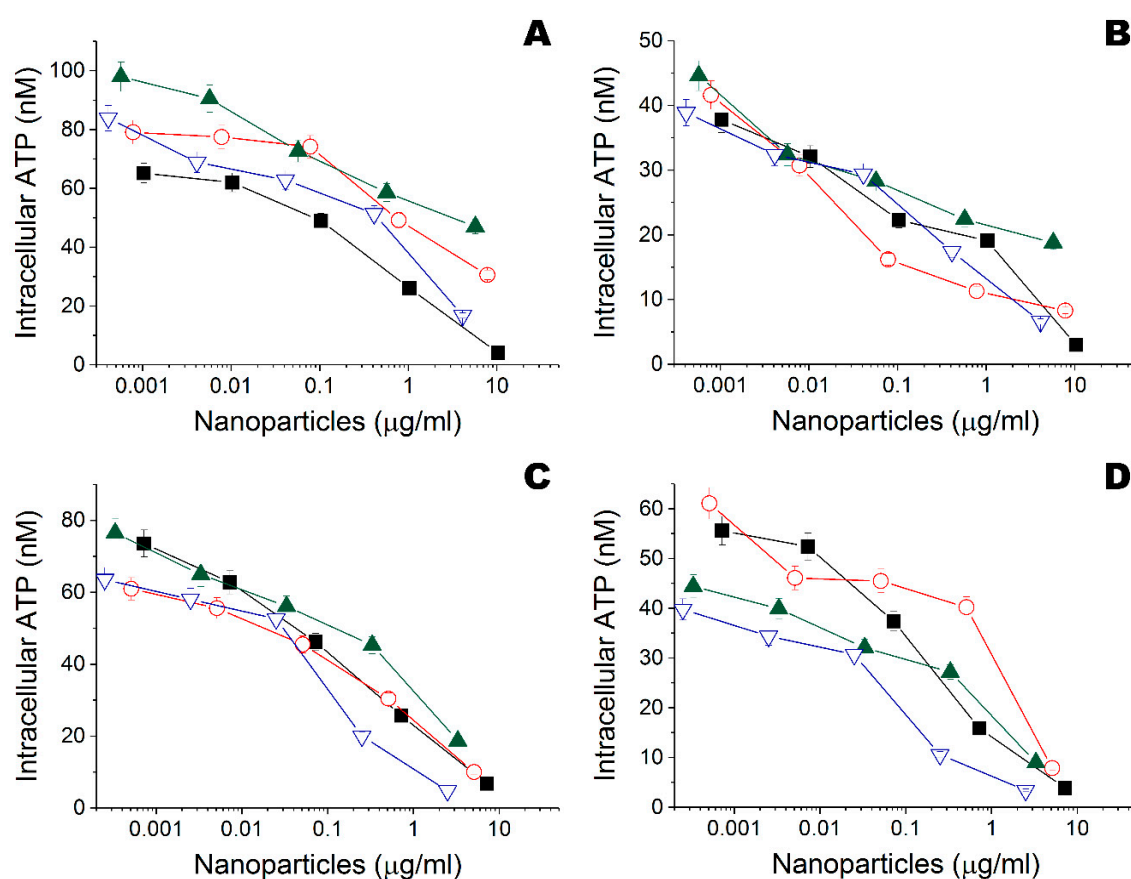 A
Intracellular ATP (nM)
100
80
60
40
20
0
0.001 0.01 0.1 1 10
Nanoparticles (μg/ml)
B
Intracellular ATP (nM)
50
40
30
20
10
0
0.001 0.01 0.1 1 10
Nanoparticles (μg/ml)
C
Intracellular ATP (nM)
80
60
40
20
0
0.001 0.01 0.1 1 10
Nanoparticles (μg/ml)
D
Intracellular ATP (nM)
60
50
40
30
20
10
0
0.001 0.01 0.1 1 10
Nanoparticles (μg/ml)